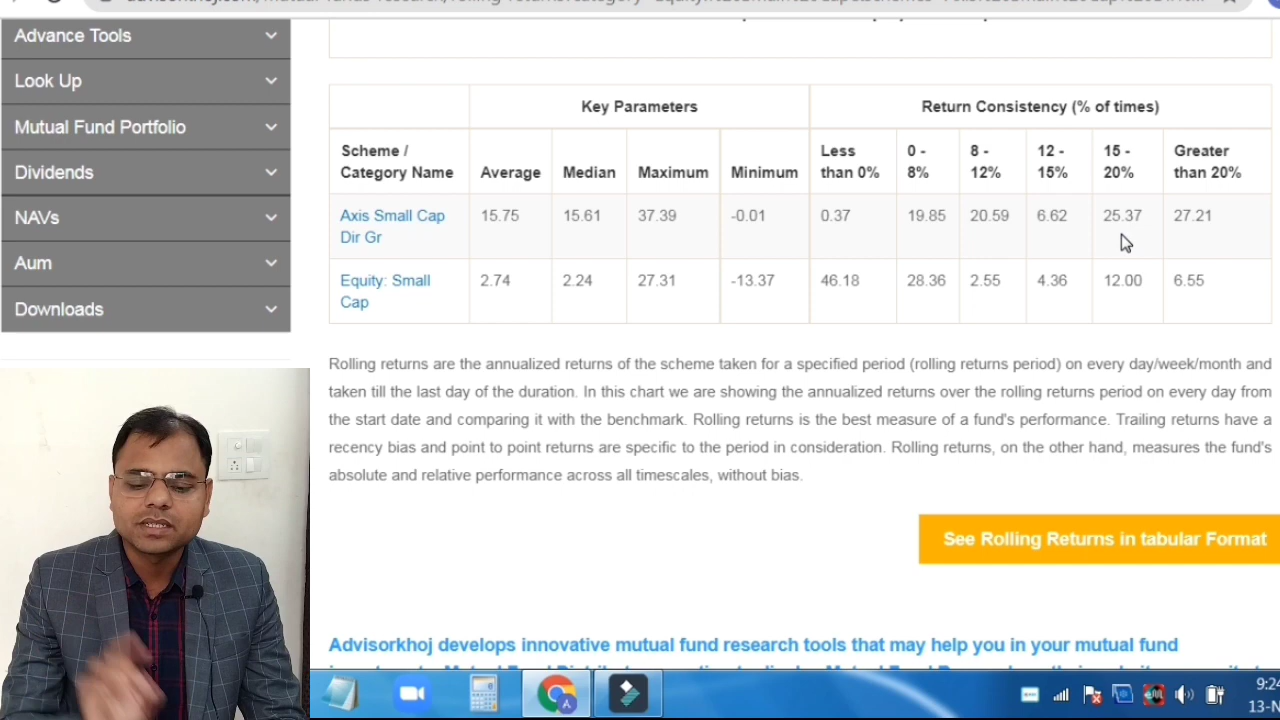 Advance Tools
Look Up
Mutual Fund Portfolio
Dividends
NAVs
Aum
Downloads
Key Parameters Return Consistency (% of times)
Scheme / Category Name Average Median Maximum Minimum Less than 0% 0 - 8% 8 - 12% 12 - 15% 15 - 20% Greater than 20%
Axis Small Cap Dir Gr 15.75 15.61 37.39 -0.01 0.37 19.85 20.59 6.62 25.37 27.21
Equity: Small Cap 2.74 2.24 27.31 -13.37 46.18 28.36 2.55 4.36 12.00 6.55
Rolling returns are the annualized returns of the scheme taken for a specified period (rolling returns period) on every day/week/month and
taken till the last day of the duration. In this chart we are showing the annualized returns over the rolling returns period on every day from
the start date and comparing it with the benchmark. Rolling returns is the best measure of a fund's performance. Trailing returns have a
recency bias and point to point returns are specific to the period in consideration. Rolling returns, on the other hand, measures the fund's
absolute and relative performance across all timescales, without bias.
See Rolling Returns in tabular Format
Advisorkhoj develops innovative mutual fund research tools that may help you in your mutual fund
9:24
13-N